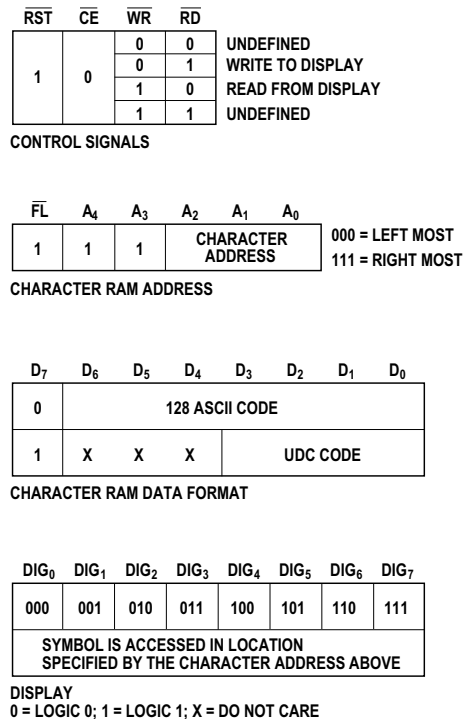 RST CE WR RD
0 0 UNDEFINED
0 1 WRITE TO DISPLAY
1 0
1 0 READ FROM DISPLAY
1 1 UNDEFINED
CONTROL SIGNALS
FL A4 A3 A2 A1 A0
1 1 1 CHARACTER ADDRESS
000 = LEFT MOST
111 = RIGHT MOST
CHARACTER RAM ADDRESS
D7 D6 D5 D4 D3 D2 D1 D0
0 128 ASCII CODE
1 X X X UDC CODE
CHARACTER RAM DATA FORMAT
DIG0 DIG1 DIG2 DIG3 DIG4 DIG5 DIG6 DIG7
000 001 010 011 100 101 110 111
SYMBOL IS ACCESSED IN LOCATION
SPECIFIED BY THE CHARACTER ADDRESS ABOVE
DISPLAY
0 = LOGIC 0; 1 = LOGIC 1; X = DO NOT CARE